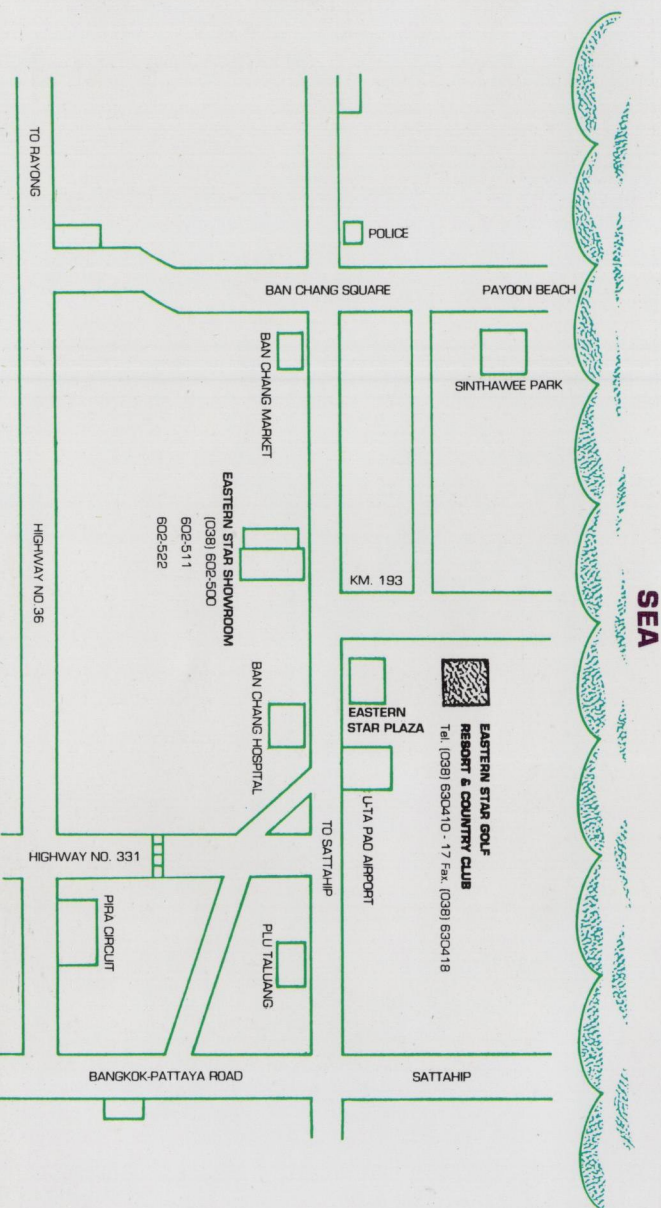 SEA
TO RAYONG
POLICE
BAN CHANG SQUARE
PAYOON BEACH
BAN CHANG MARKET
SINTHAWEE PARK
EASTERN STAR SHOWROOM
(038) 602-500
602-511
602-522
HIGHWAY NO.36
KM. 193
EASTERN STAR GOLF
RESORT & COUNTRY CLUB
Tel. (038) 630410 - 17 Fax. (038) 630418
EASTERN
STAR PLAZA
BAN CHANG HOSPITAL
U-TA PAO AIRPORT
TO SATTAHIP
HIGHWAY NO. 331
PIRA CIRCUIT
PLU TALUANG
BANGKOK-PATTAYA ROAD
SATTAHIP